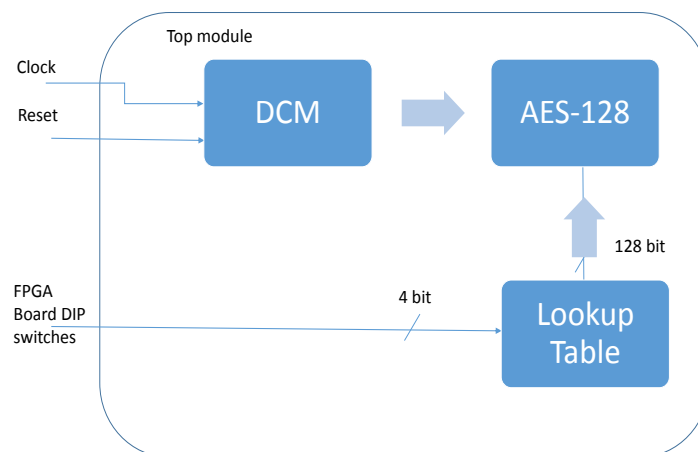 Top module
Clock
DCM
AES-128
Reset
128 bit
FPGA
Board DIP
switches
4 bit
Lookup
Table